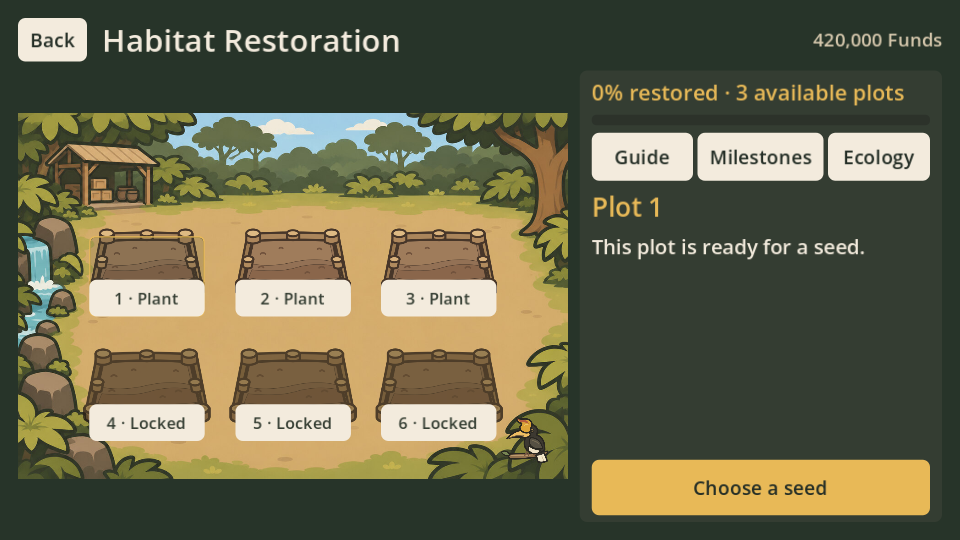 Back
Habitat Restoration
420,000 Funds
0% restored · 3 available plots
Guide
Milestones
Ecology
Plot 1
This plot is ready for a seed.
1 · Plant
2 · Plant
3 · Plant
4 · Locked
5 · Locked
6 · Locked
Choose a seed